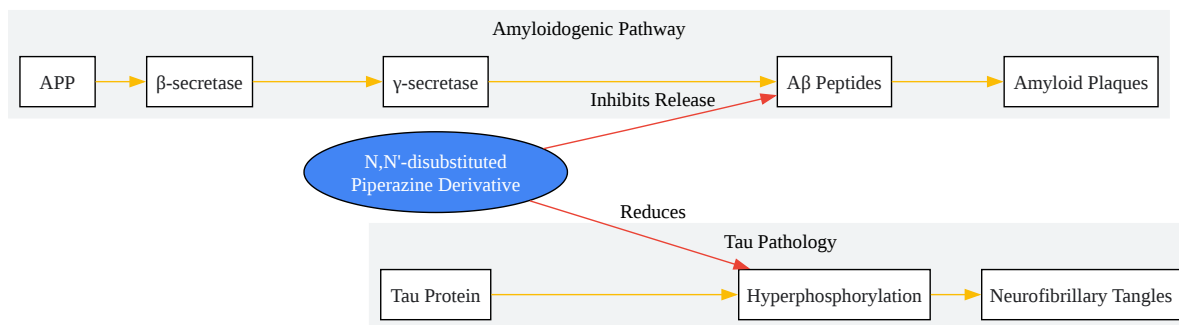 Amyloidogenic Pathway
APP
β-secretase
γ-secretase
Aβ Peptides
Amyloid Plaques
Inhibits Release
N,N'-disubstituted
Piperazine Derivative
Reduces
Tau Pathology
Tau Protein
Hyperphosphorylation
Neurofibrillary Tangles